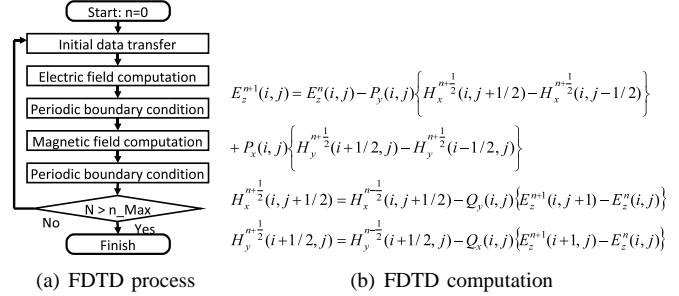 Start: n=0
Initial data transfer
Electric field computation
Periodic boundary condition
Magnetic field computation
Periodic boundary condition
N > n_Max
No
Yes
Finish
(a) FDTD process
E_z^{n+1}(i, j) = E_z^n(i, j) − P_y(i, j){H_x^{n+1/2}(i, j+1/2) − H_x^{n+1/2}(i, j−1/2)}
+ P_x(i, j){H_y^{n+1/2}(i+1/2, j) − H_y^{n+1/2}(i−1/2, j)}
H_x^{n+1/2}(i, j+1/2) = H_x^{n−1/2}(i, j+1/2) − Q_y(i, j){E_z^{n+1}(i, j+1) − E_z^n(i, j)}
H_y^{n+1/2}(i+1/2, j) = H_y^{n−1/2}(i+1/2, j) − Q_x(i, j){E_z^{n+1}(i+1, j) − E_z^n(i, j)}
(b) FDTD computation